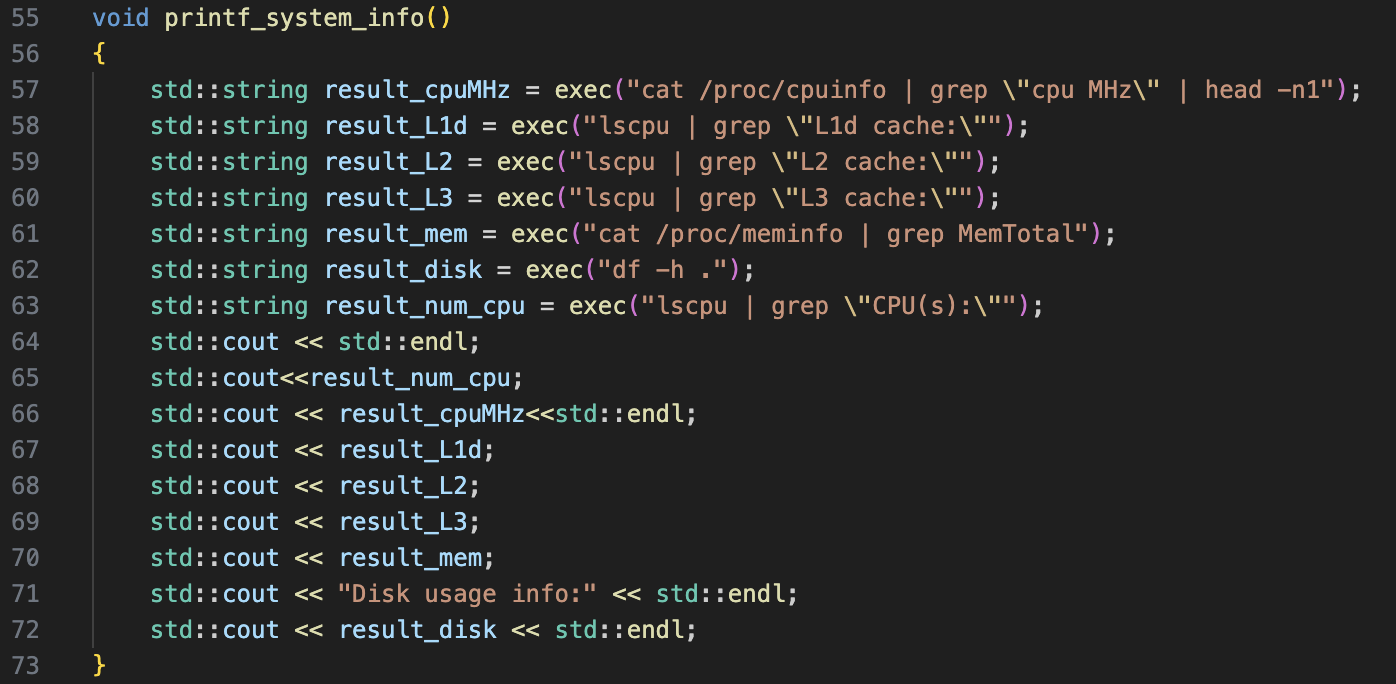 55 void printf_system_info()
56 {
57 std::string result_cpuMHz = exec("cat /proc/cpuinfo | grep \"cpu MHz\" | head -n1");
58 std::string result_L1d = exec("lscpu | grep \"L1d cache:\"");
59 std::string result_L2 = exec("lscpu | grep \"L2 cache:\"");
60 std::string result_L3 = exec("lscpu | grep \"L3 cache:\"");
61 std::string result_mem = exec("cat /proc/meminfo | grep MemTotal");
62 std::string result_disk = exec("df -h .");
63 std::string result_num_cpu = exec("lscpu | grep \"CPU(s):\"");
64 std::cout << std::endl;
65 std::cout<<result_num_cpu;
66 std::cout << result_cpuMHz<<std::endl;
67 std::cout << result_L1d;
68 std::cout << result_L2;
69 std::cout << result_L3;
70 std::cout << result_mem;
71 std::cout << "Disk usage info:" << std::endl;
72 std::cout << result_disk << std::endl;
73 }